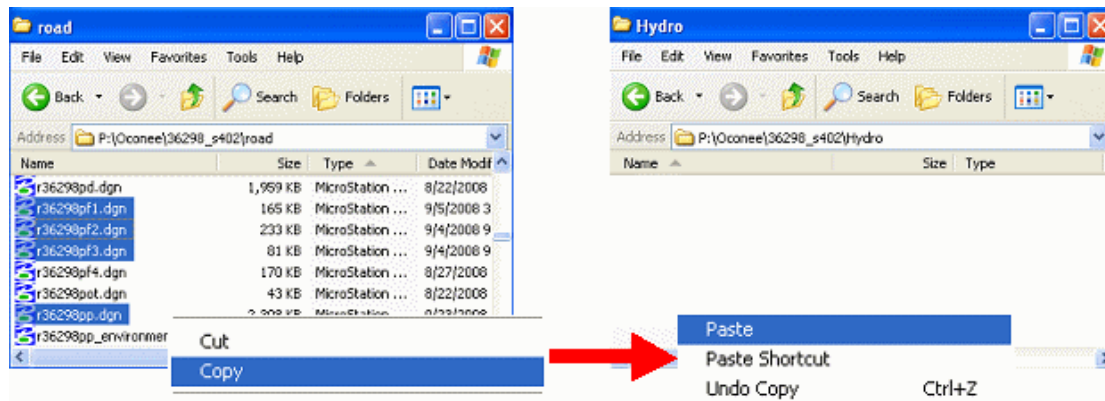 road
File Edit View Favorites Tools Help
Back Search Folders
Address P:\Oconee\36298_s402\road
Name Size Type Date Modif
r36298pd.dgn 1,959 KB MicroStation ... 8/22/2008
r36298pf1.dgn 165 KB MicroStation ... 9/5/2008 3
r36298pf2.dgn 233 KB MicroStation ... 9/4/2008 9
r36298pf3.dgn 81 KB MicroStation ... 9/4/2008 9
r36298pf4.dgn 170 KB MicroStation ... 8/27/2008
r36298pot.dgn 43 KB MicroStation ... 8/22/2008
r36298pp.dgn
r36298pp_environmer
Cut
Copy
Hydro
File Edit View Favorites Tools Help
Back Search Folders
Address P:\Oconee\36298_s402\Hydro
Name Size Type
Paste
Paste Shortcut
Undo Copy Ctrl+Z